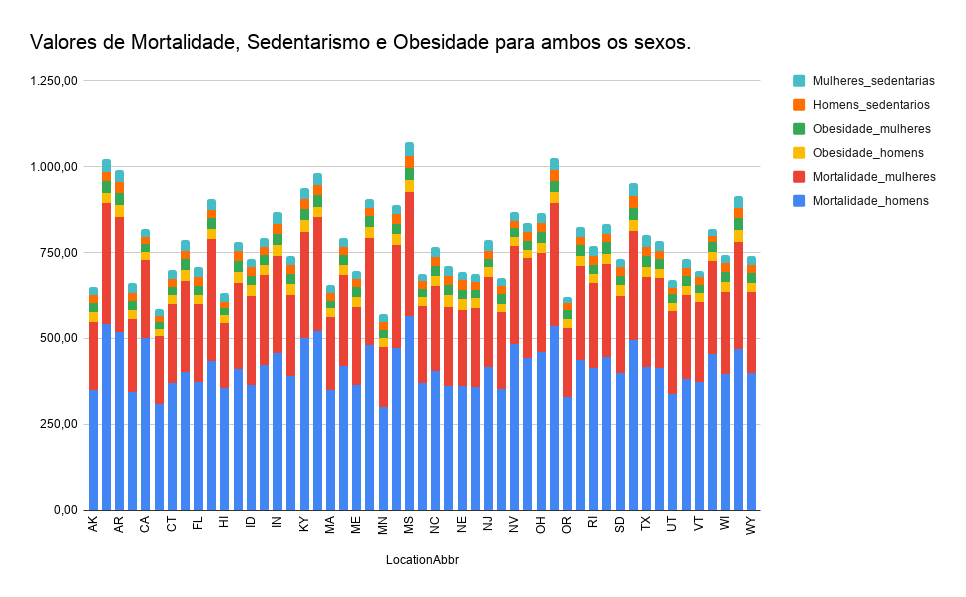 Valores de Mortalidade, Sedentarismo e Obesidade para ambos os sexos.
1.250,00
1.000,00
750,00
500,00
250,00
0,00
Mulheres_sedentarias
Homens_sedentarios
Obesidade_mulheres
Obesidade_homens
Mortalidade_mulheres
Mortalidade_homens
AK AR CA CT FL HI ID IN KY MA ME MN MS NC NE NJ NV OH OR RI SD TX UT VT WI WY
LocationAbbr